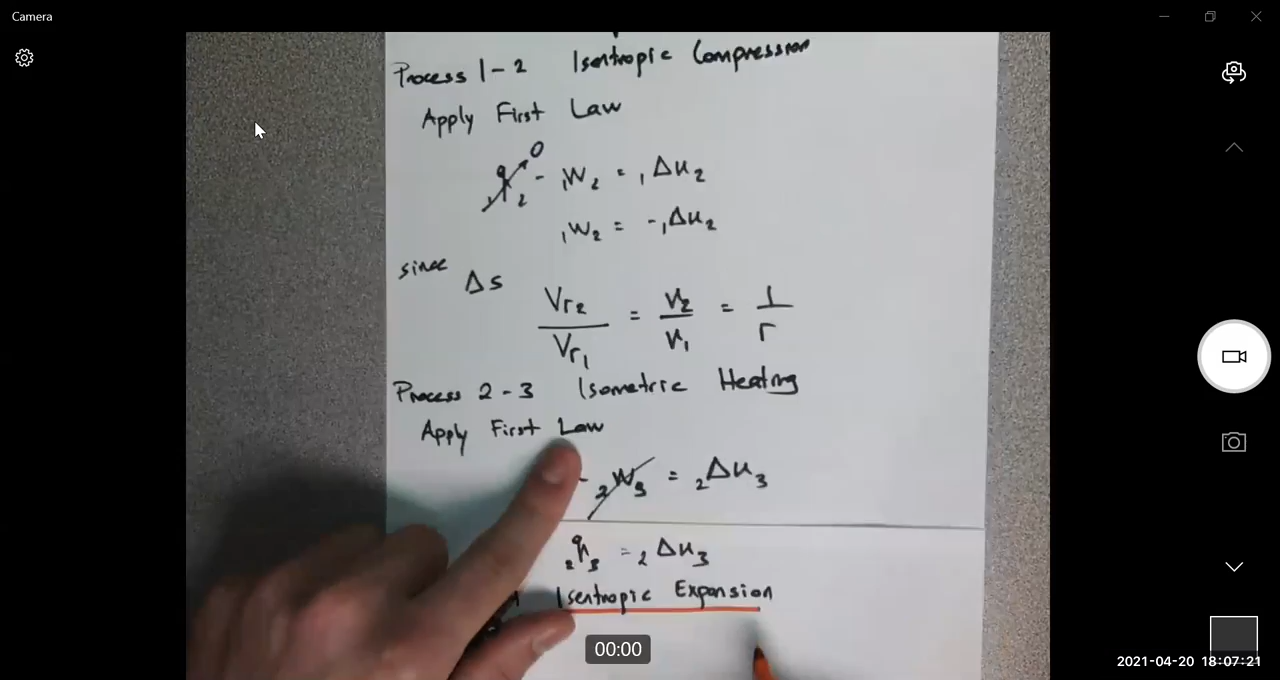 Camera
Process 1-2 Isentropic Compression
Apply First Law
₁q₂ 0 - ₁W₂ = ₁Δu₂
₁W₂ = -₁Δu₂
since Δs
Vr₂/Vr₁ = V₂/V₁ = 1/r
Process 2-3 Isometric Heating
Apply First Law
- ₂W₃ = ₂Δu₃
₂q₃ = ₂Δu₃
Isentropic Expansion
00:00
2021-04-20 18:07:21